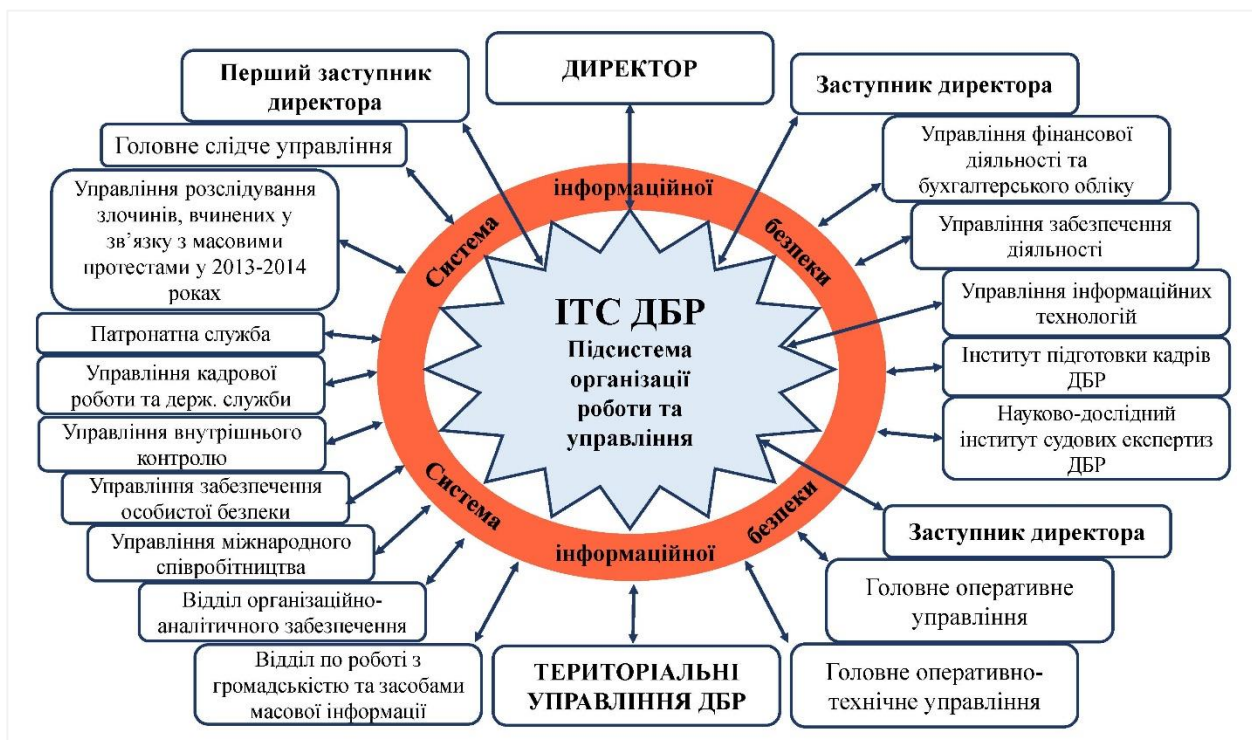 ДИРЕКТОР
Перший заступник
директора
Заступник директора
Головне слідче управління
Управління розслідування
злочинів, вчинених у
зв’язку з масовими
протестами у 2013-2014
роках
Патронатна служба
Управління кадрової
роботи та держ. служби
Управління внутрішнього
контролю
Управління забезпечення
особистої безпеки
Управління міжнародного
співробітництва
Відділ організаційно-
аналітичного забезпечення
Відділ по роботі з
громадськістю та засобами
масової інформації
Система
інформаційної
безпеки
ІТС ДБР
Підсистема
організації
роботи та
управління
Система
інформаційної
безпеки
ТЕРИТОРІАЛЬНІ
УПРАВЛІННЯ ДБР
Управління фінансової
діяльності та
бухгалтерського обліку
Управління забезпечення
діяльності
Управління інформаційних
технологій
Інститут підготовки кадрів
ДБР
Науково-дослідний
інститут судових експертиз
ДБР
Заступник директора
Головне оперативне
управління
Головне оперативно-
технічне управління